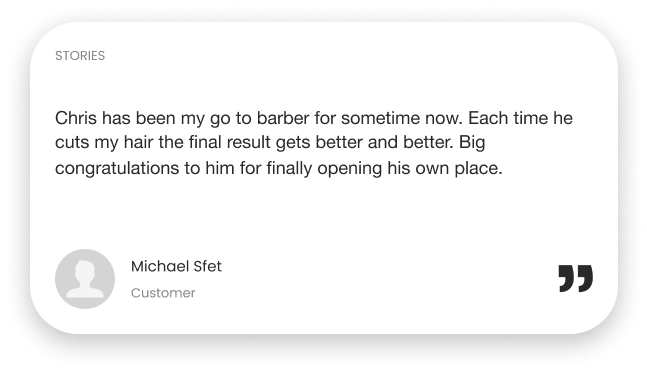 STORIES
Chris has been my go to barber for sometime now. Each time he
cuts my hair the final result gets better and better. Big
congratulations to him for finally opening his own place.
Michael Sfet
Customer
”